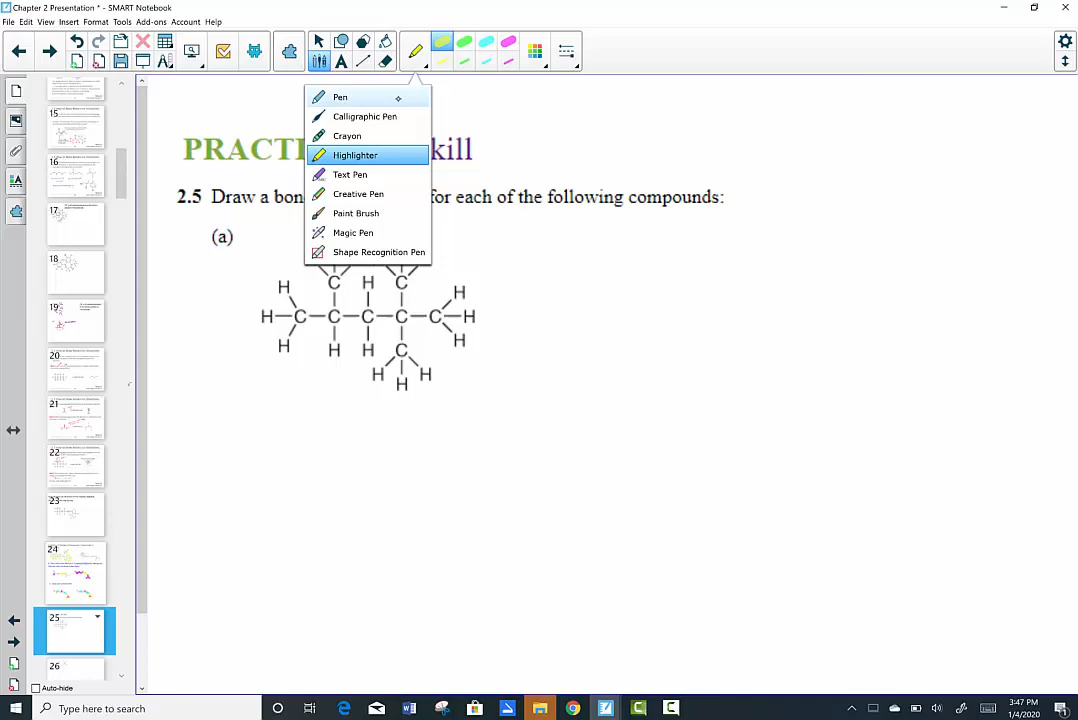 Chapter 2 Presentation * - SMART Notebook
File Edit View Insert Format Tools Add-ons Account Help
Pen
Calligraphic Pen
Crayon
Highlighter
Text Pen
Creative Pen
Paint Brush
Magic Pen
Shape Recognition Pen
PRACTI kill
2.5 Draw a bon for each of the following compounds:
(a)
C H C
H H
H C C C C C H
H H H C H
H H
H
15
16
17
18
19
20
21
22
23
24
25
26
Auto-hide
Type here to search
3:47 PM
1/4/2020